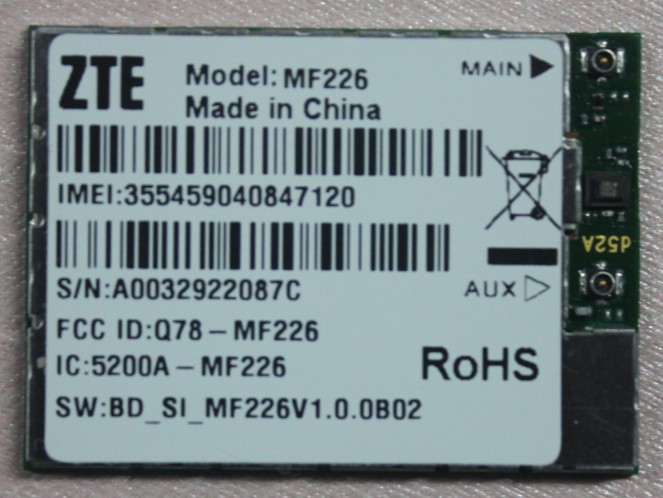 ZTE
Model: MF226
Made in China
MAIN
IMEI:355459040847120
S/N:A0032922087C
AUX
FCC ID:Q78-MF226
IC:5200A-MF226
RoHS
SW:BD_SI_MF226V1.0.0B02
d52A